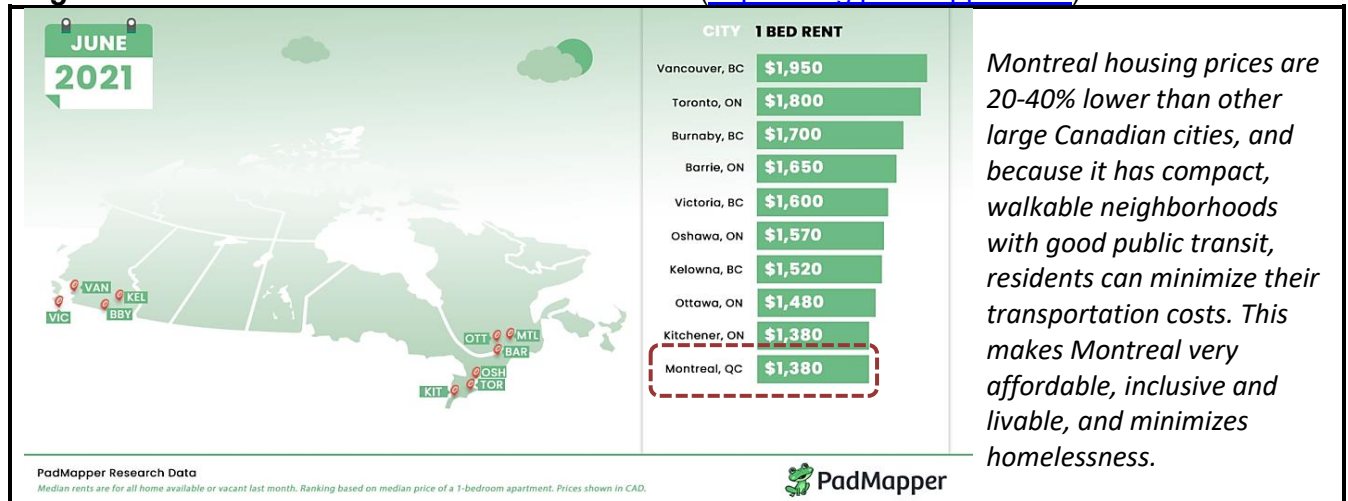 JUNE
2021
VAN
KEL
VIC
BBY
OTT
MTL
BAR
OSH
TOR
KIT
CITY 1 BED RENT
Vancouver, BC $1,950
Toronto, ON $1,800
Burnaby, BC $1,700
Barrie, ON $1,650
Victoria, BC $1,600
Oshawa, ON $1,570
Kelowna, BC $1,520
Ottawa, ON $1,480
Kitchener, ON $1,380
Montreal, QC $1,380
Montreal housing prices are
20-40% lower than other
large Canadian cities, and
because it has compact,
walkable neighborhoods
with good public transit,
residents can minimize their
transportation costs. This
makes Montreal very
affordable, inclusive and
livable, and minimizes
homelessness.
PadMapper Research Data
Median rents are for all home available or vacant last month. Ranking based on median price of a 1-bedroom apartment. Prices shown in CAD.
PadMapper